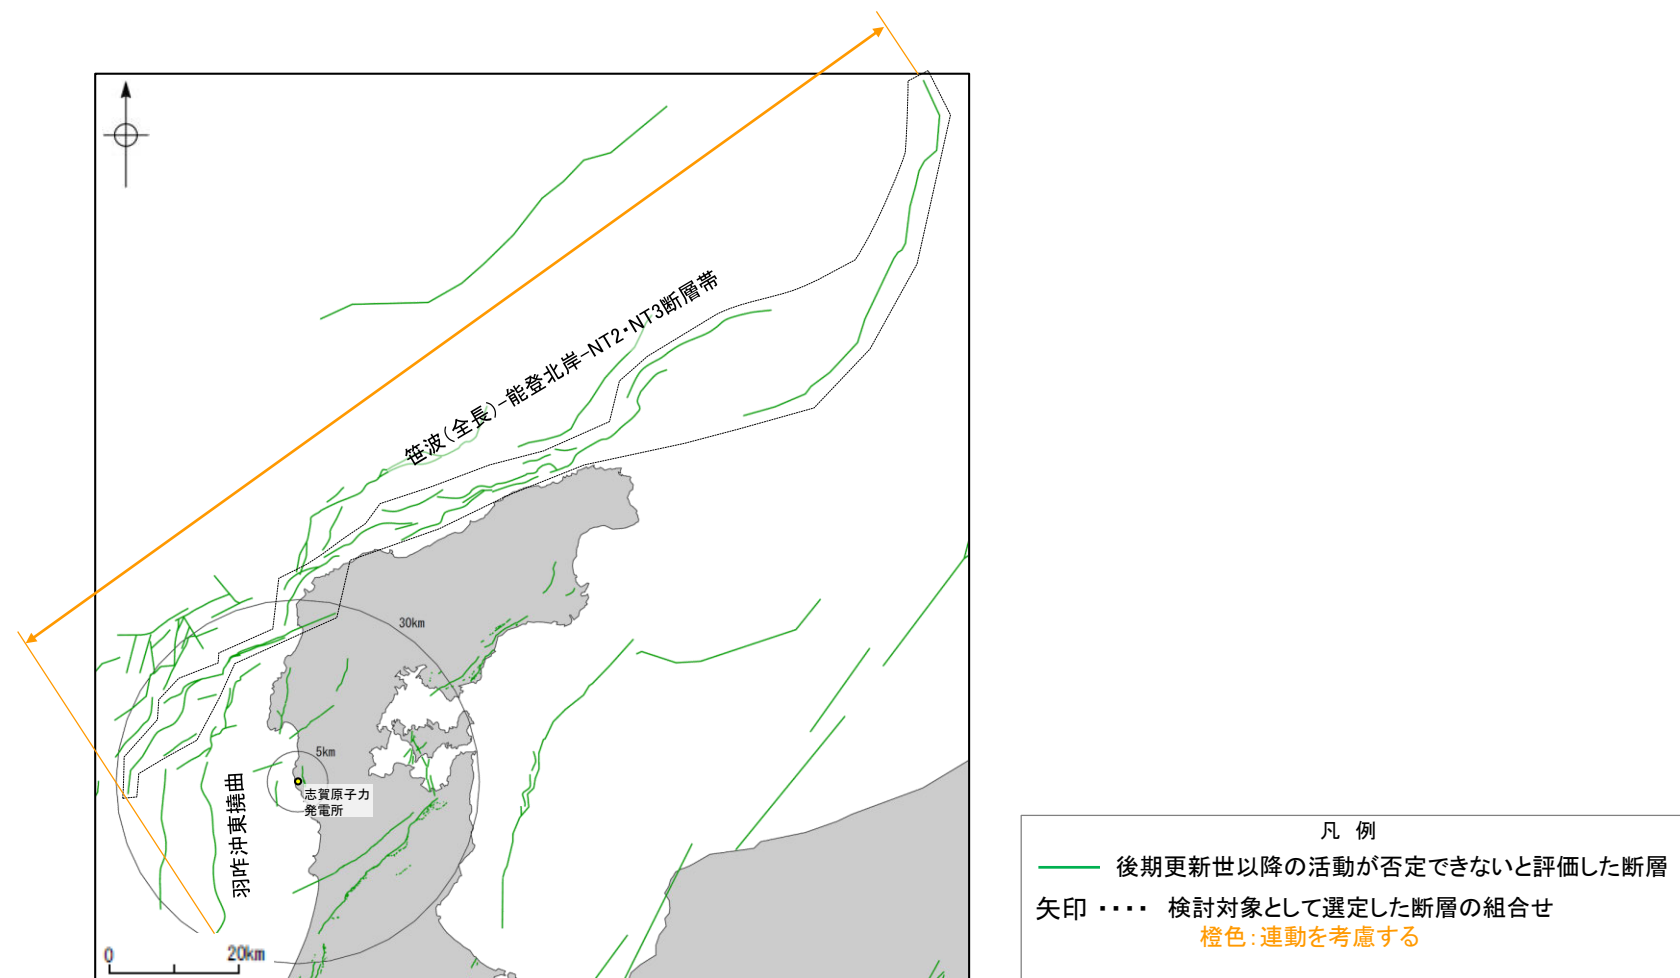 笹波(全長)-能登北岸-NT2・NT3断層帯
30km
5km
志賀原子力
発電所
羽咋沖東撓曲
0 20km
凡 例
後期更新世以降の活動が否定できないと評価した断層
矢印 ・・・・ 検討対象として選定した断層の組合せ
橙色:連動を考慮する